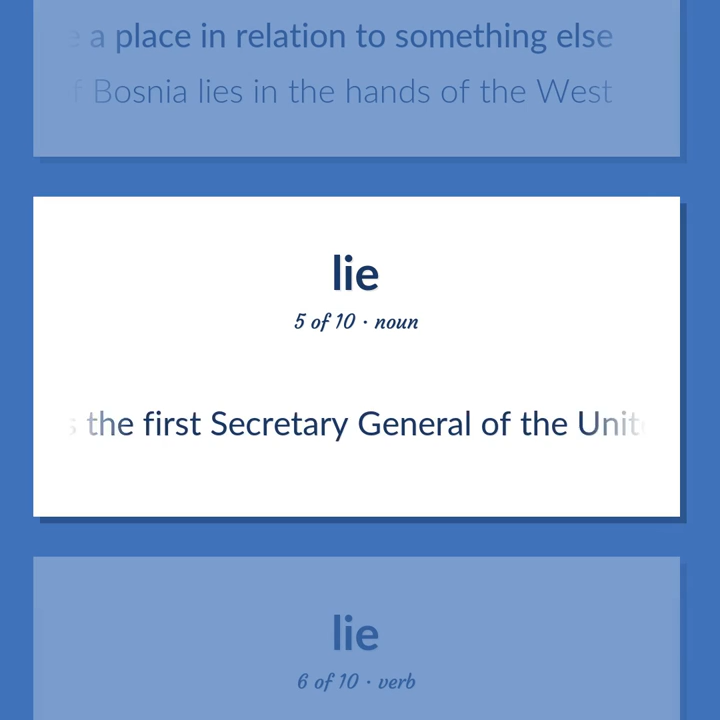 a place in relation to something else
Bosnia lies in the hands of the West
lie
5 of 10 · noun
the first Secretary General of the
lie
6 of 10 · verb